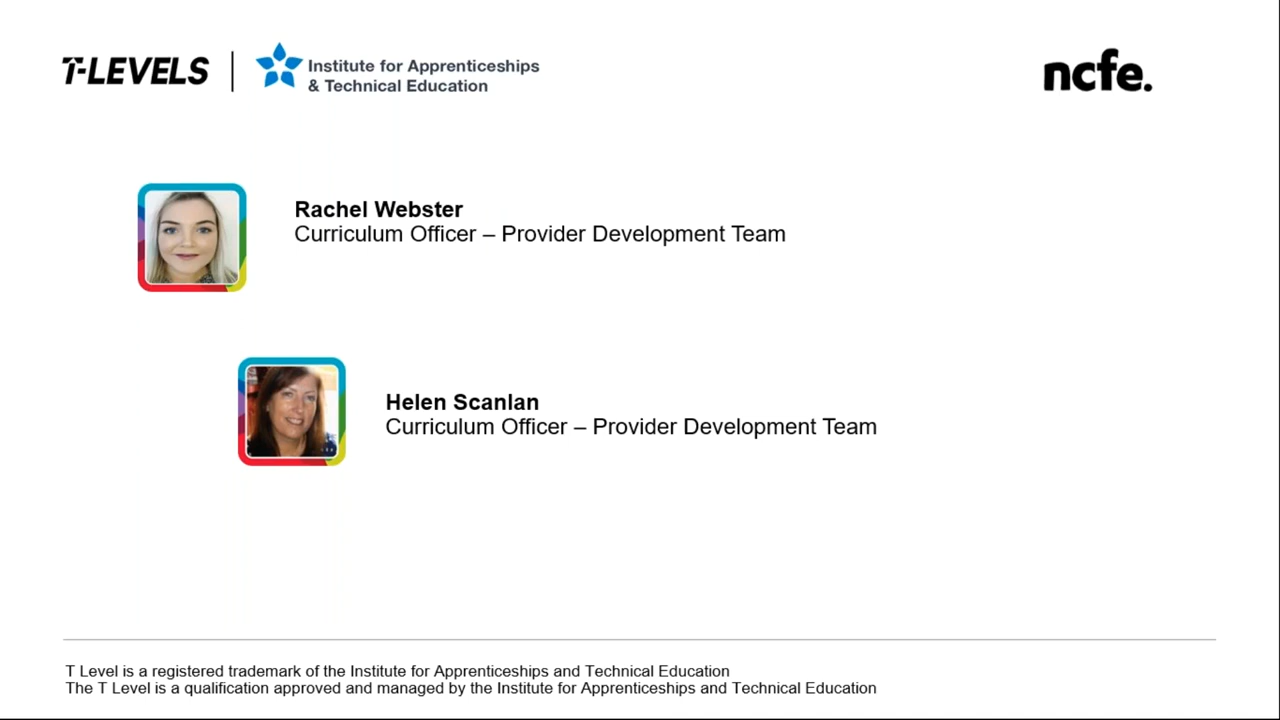 T-LEVELS
Institute for Apprenticeships
& Technical Education
ncfe.
Rachel Webster
Curriculum Officer – Provider Development Team
Helen Scanlan
Curriculum Officer – Provider Development Team
T Level is a registered trademark of the Institute for Apprenticeships and Technical Education
The T Level is a qualification approved and managed by the Institute for Apprenticeships and Technical Education